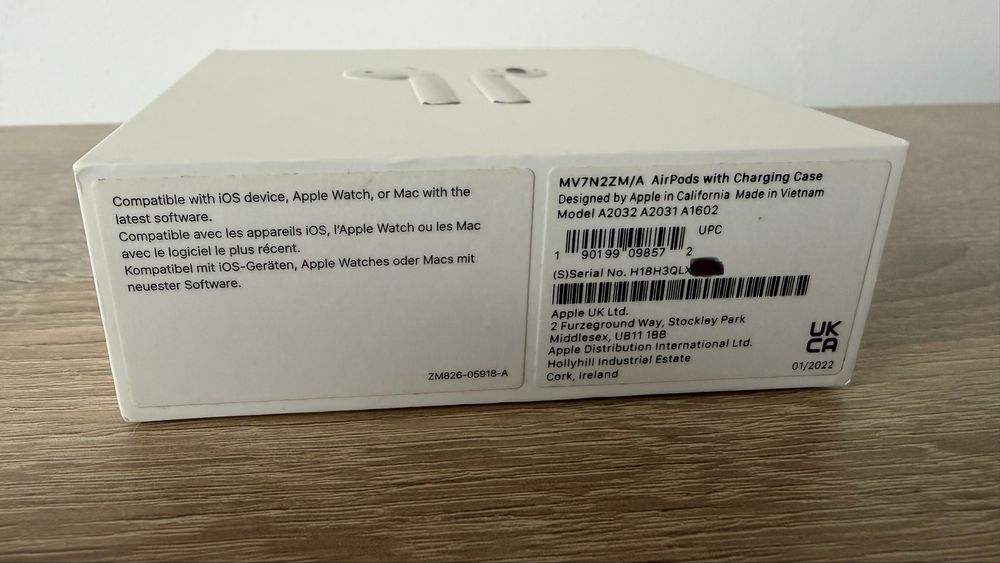 Compatible with iOS device, Apple Watch, or Mac with the
latest software.
Compatible avec les appareils iOS, l'Apple Watch ou les Mac
avec le logiciel le plus récent.
Kompatibel mit iOS-Geräten, Apple Watches oder Macs mit
neuester Software.
ZM826-05918-A
MV7N2ZM/A AirPods with Charging Case
Designed by Apple in California Made in Vietnam
Model A2032 A2031 A1602
UPC
1 90199 09857 2
(S)Serial No. H18H3QLX
Apple UK Ltd.
2 Furzeground Way, Stockley Park
Middlesex, UB11 1BB
Apple Distribution International Ltd.
Hollyhill Industrial Estate
Cork, Ireland
UK
CA
01/2022